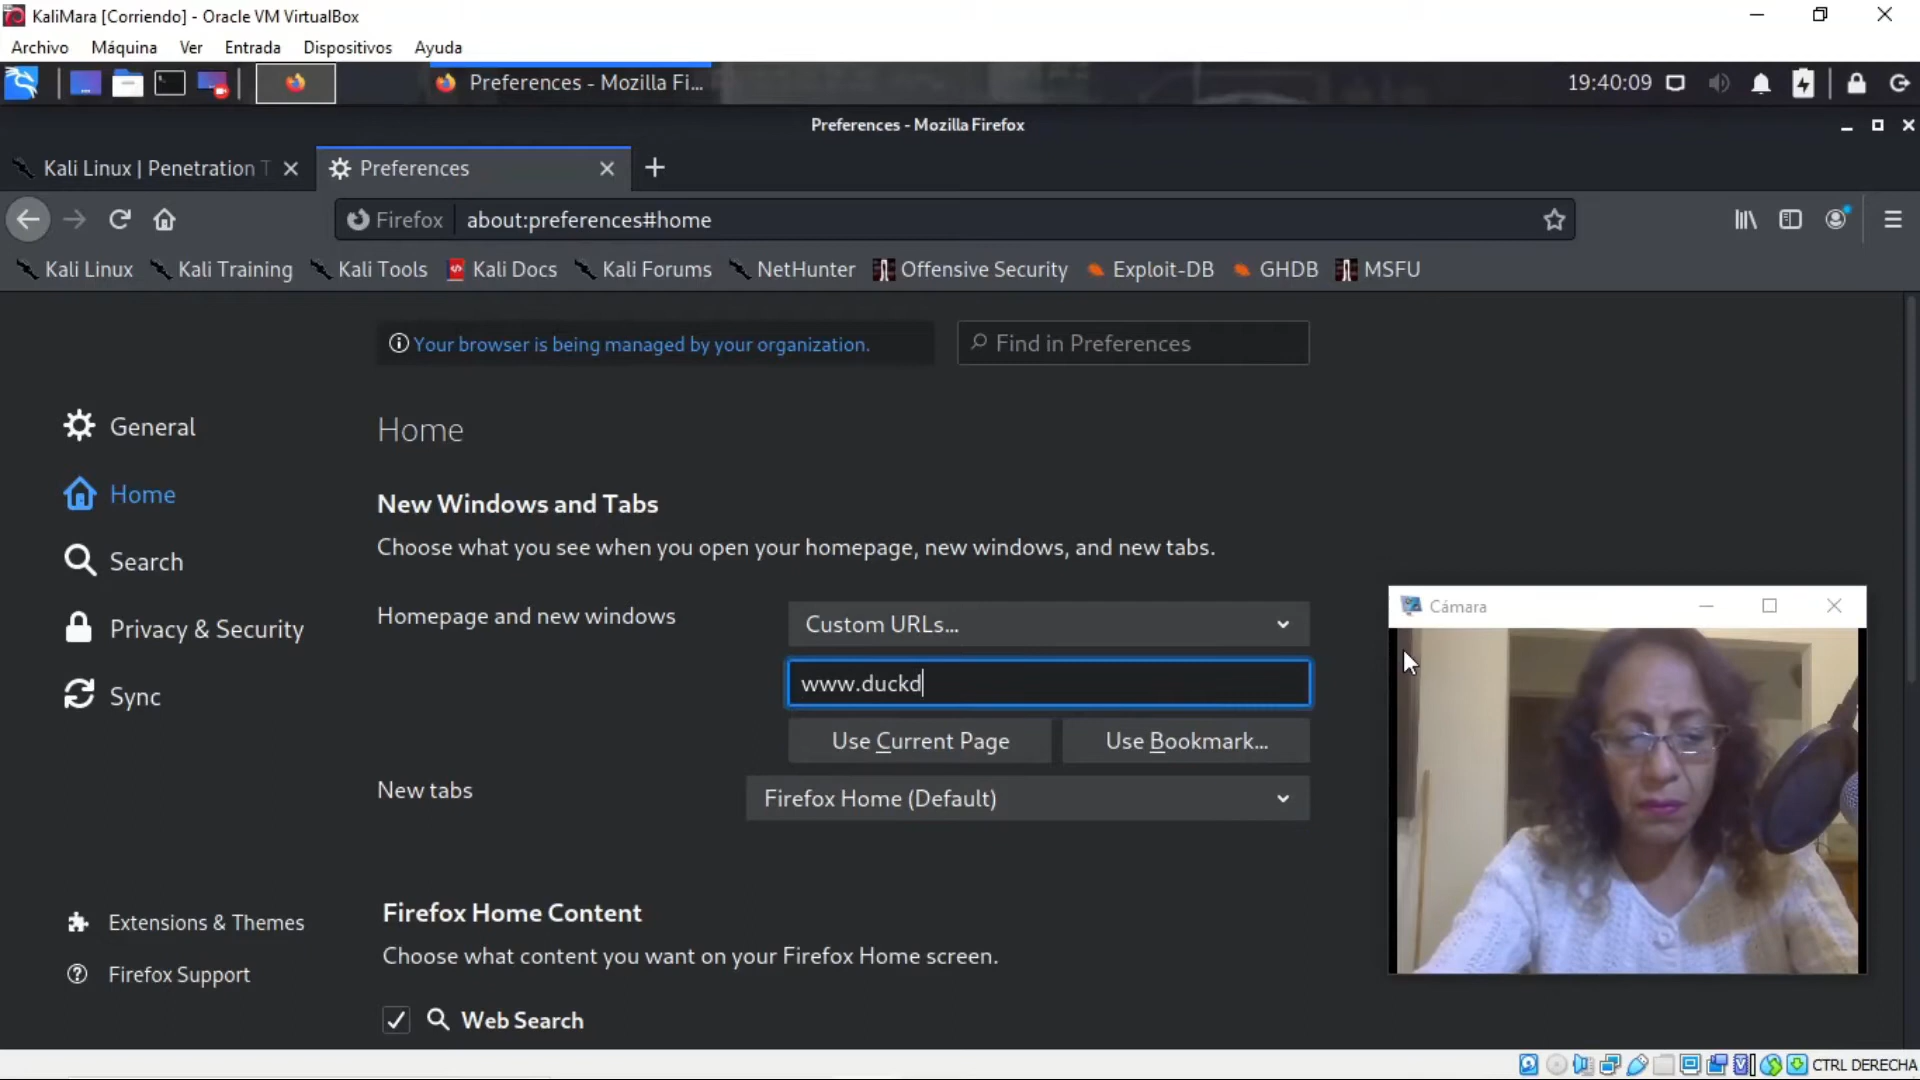 KaliMara [Corriendo] - Oracle VM VirtualBox
Archivo Máquina Ver Entrada Dispositivos Ayuda
Preferences - Mozilla Fi...
19:40:09
Preferences - Mozilla Firefox
Kali Linux | Penetration T
Preferences
Firefox about:preferences#home
Kali Linux Kali Training Kali Tools Kali Docs Kali Forums NetHunter Offensive Security Exploit-DB GHDB MSFU
Your browser is being managed by your organization.
Find in Preferences
General
Home
Search
Privacy & Security
Sync
Extensions & Themes
Firefox Support
Home
New Windows and Tabs
Choose what you see when you open your homepage, new windows, and new tabs.
Homepage and new windows
Custom URLs...
www.duckd
Use Current Page
Use Bookmark...
New tabs
Firefox Home (Default)
Firefox Home Content
Choose what content you want on your Firefox Home screen.
Web Search
Cámara
CTRL DERECHA